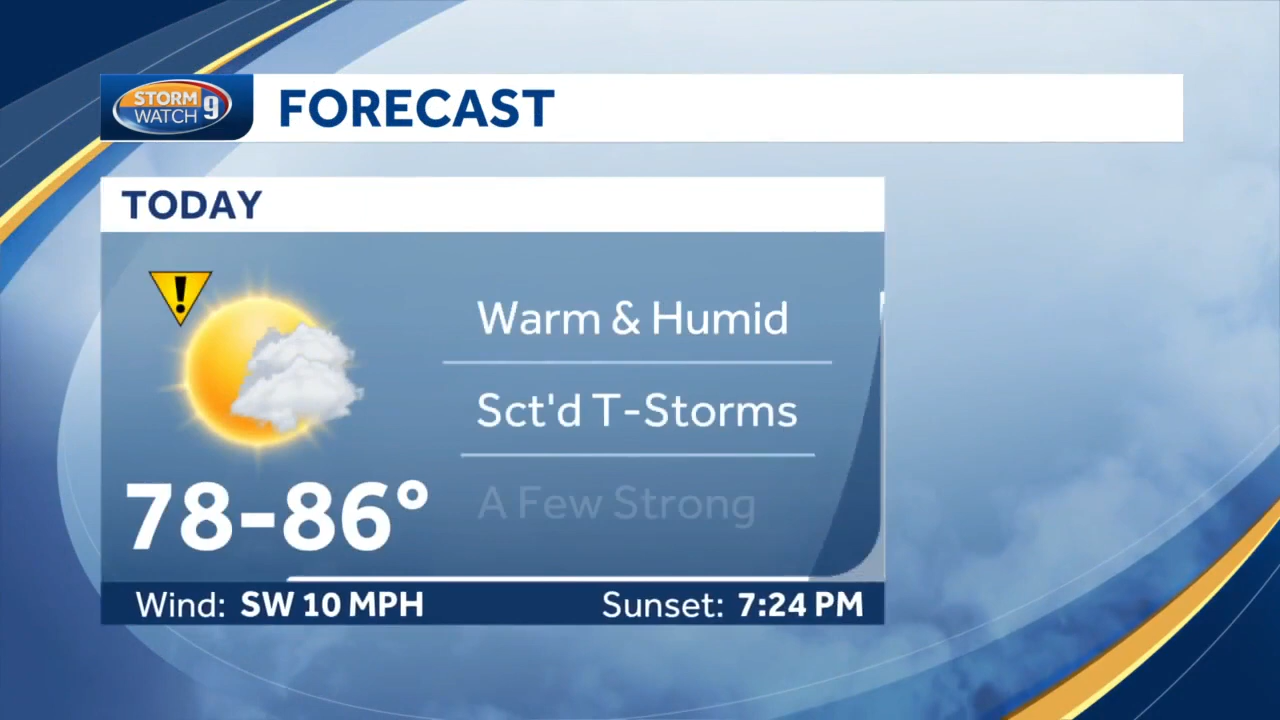 STORM
WATCH 9
FORECAST
TODAY
!
Warm & Humid
Sct'd T-Storms
A Few Strong
78-86°
Wind: SW 10 MPH
Sunset: 7:24 PM